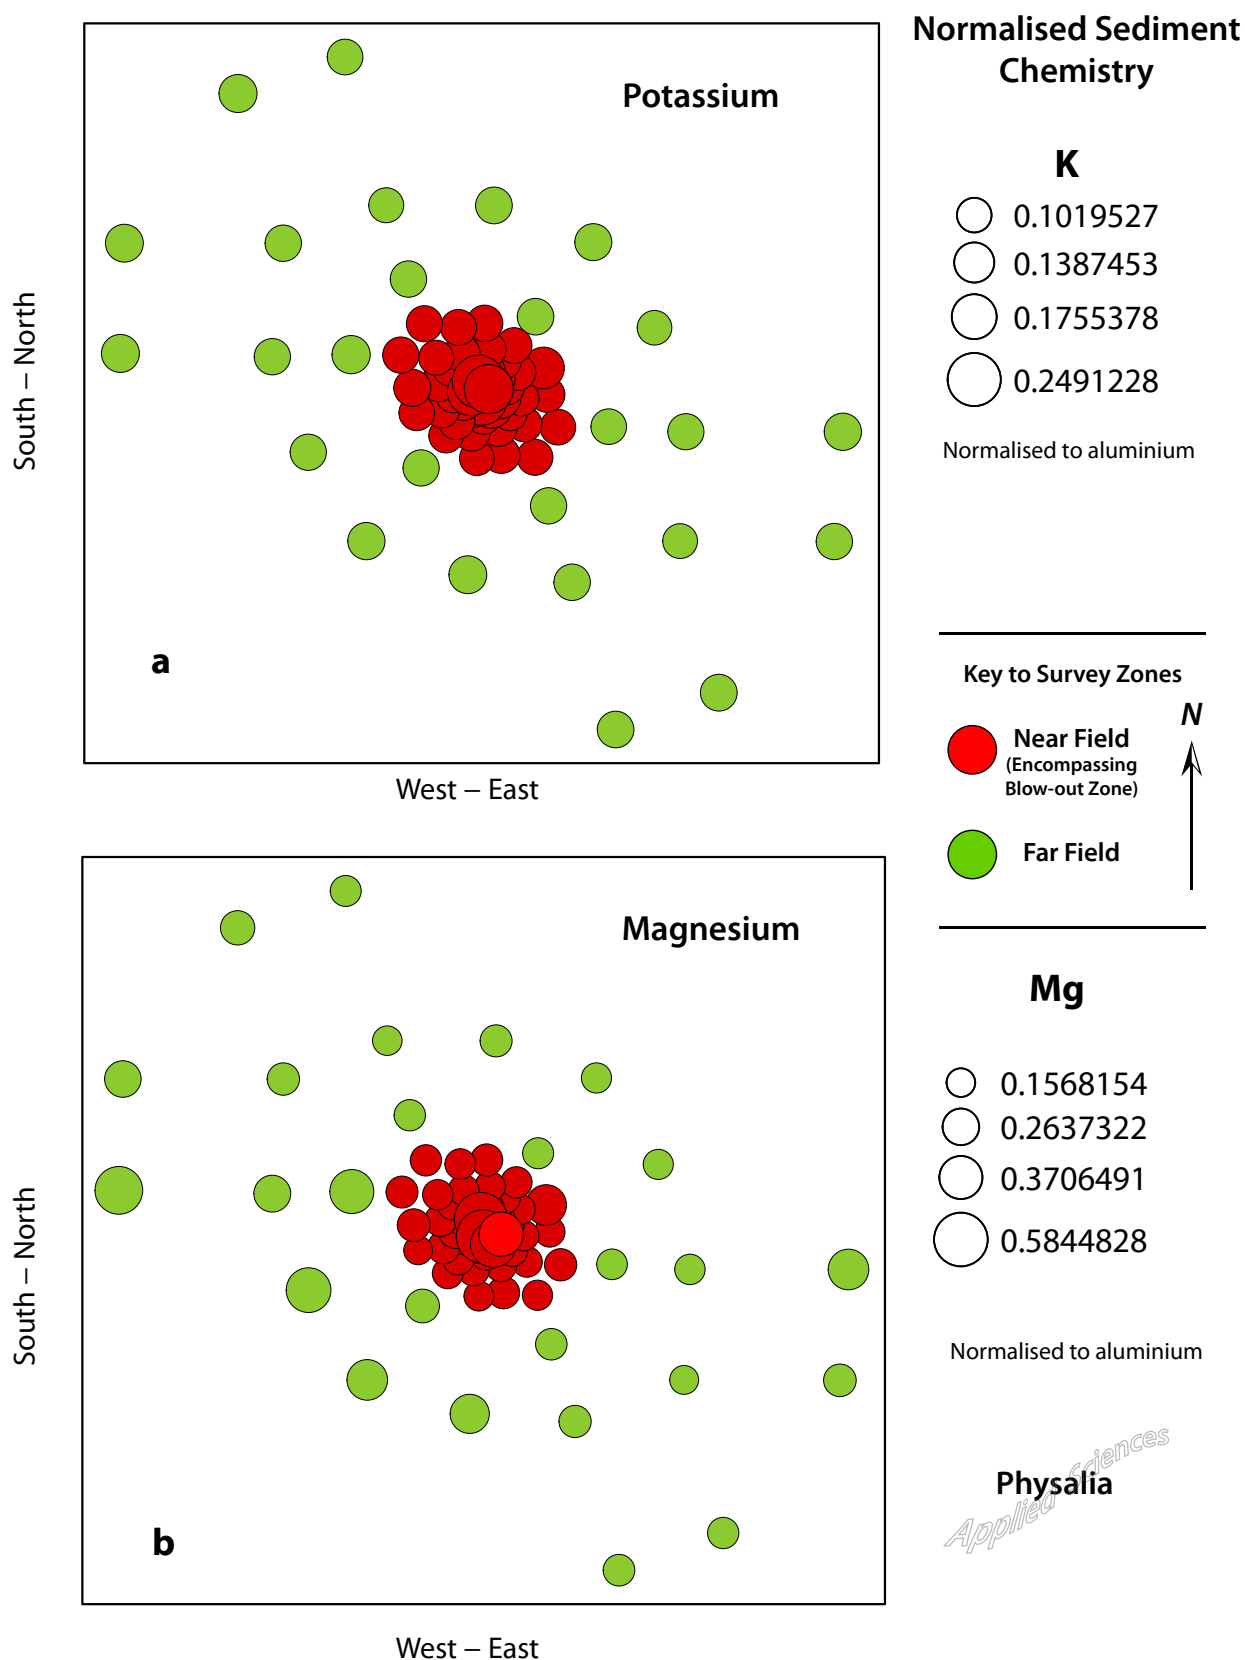 Normalised Sediment
Chemistry
Potassium
K
0.1019527
0.1387453
0.1755378
0.2491228
Normalised to aluminium
South – North
a
West – East
Key to Survey Zones
N
Near Field
(Encompassing
Blow-out Zone)
Far Field
Magnesium
Mg
0.1568154
0.2637322
0.3706491
0.5844828
Normalised to aluminium
South – North
b
West – East
Physalia
Applied Sciences